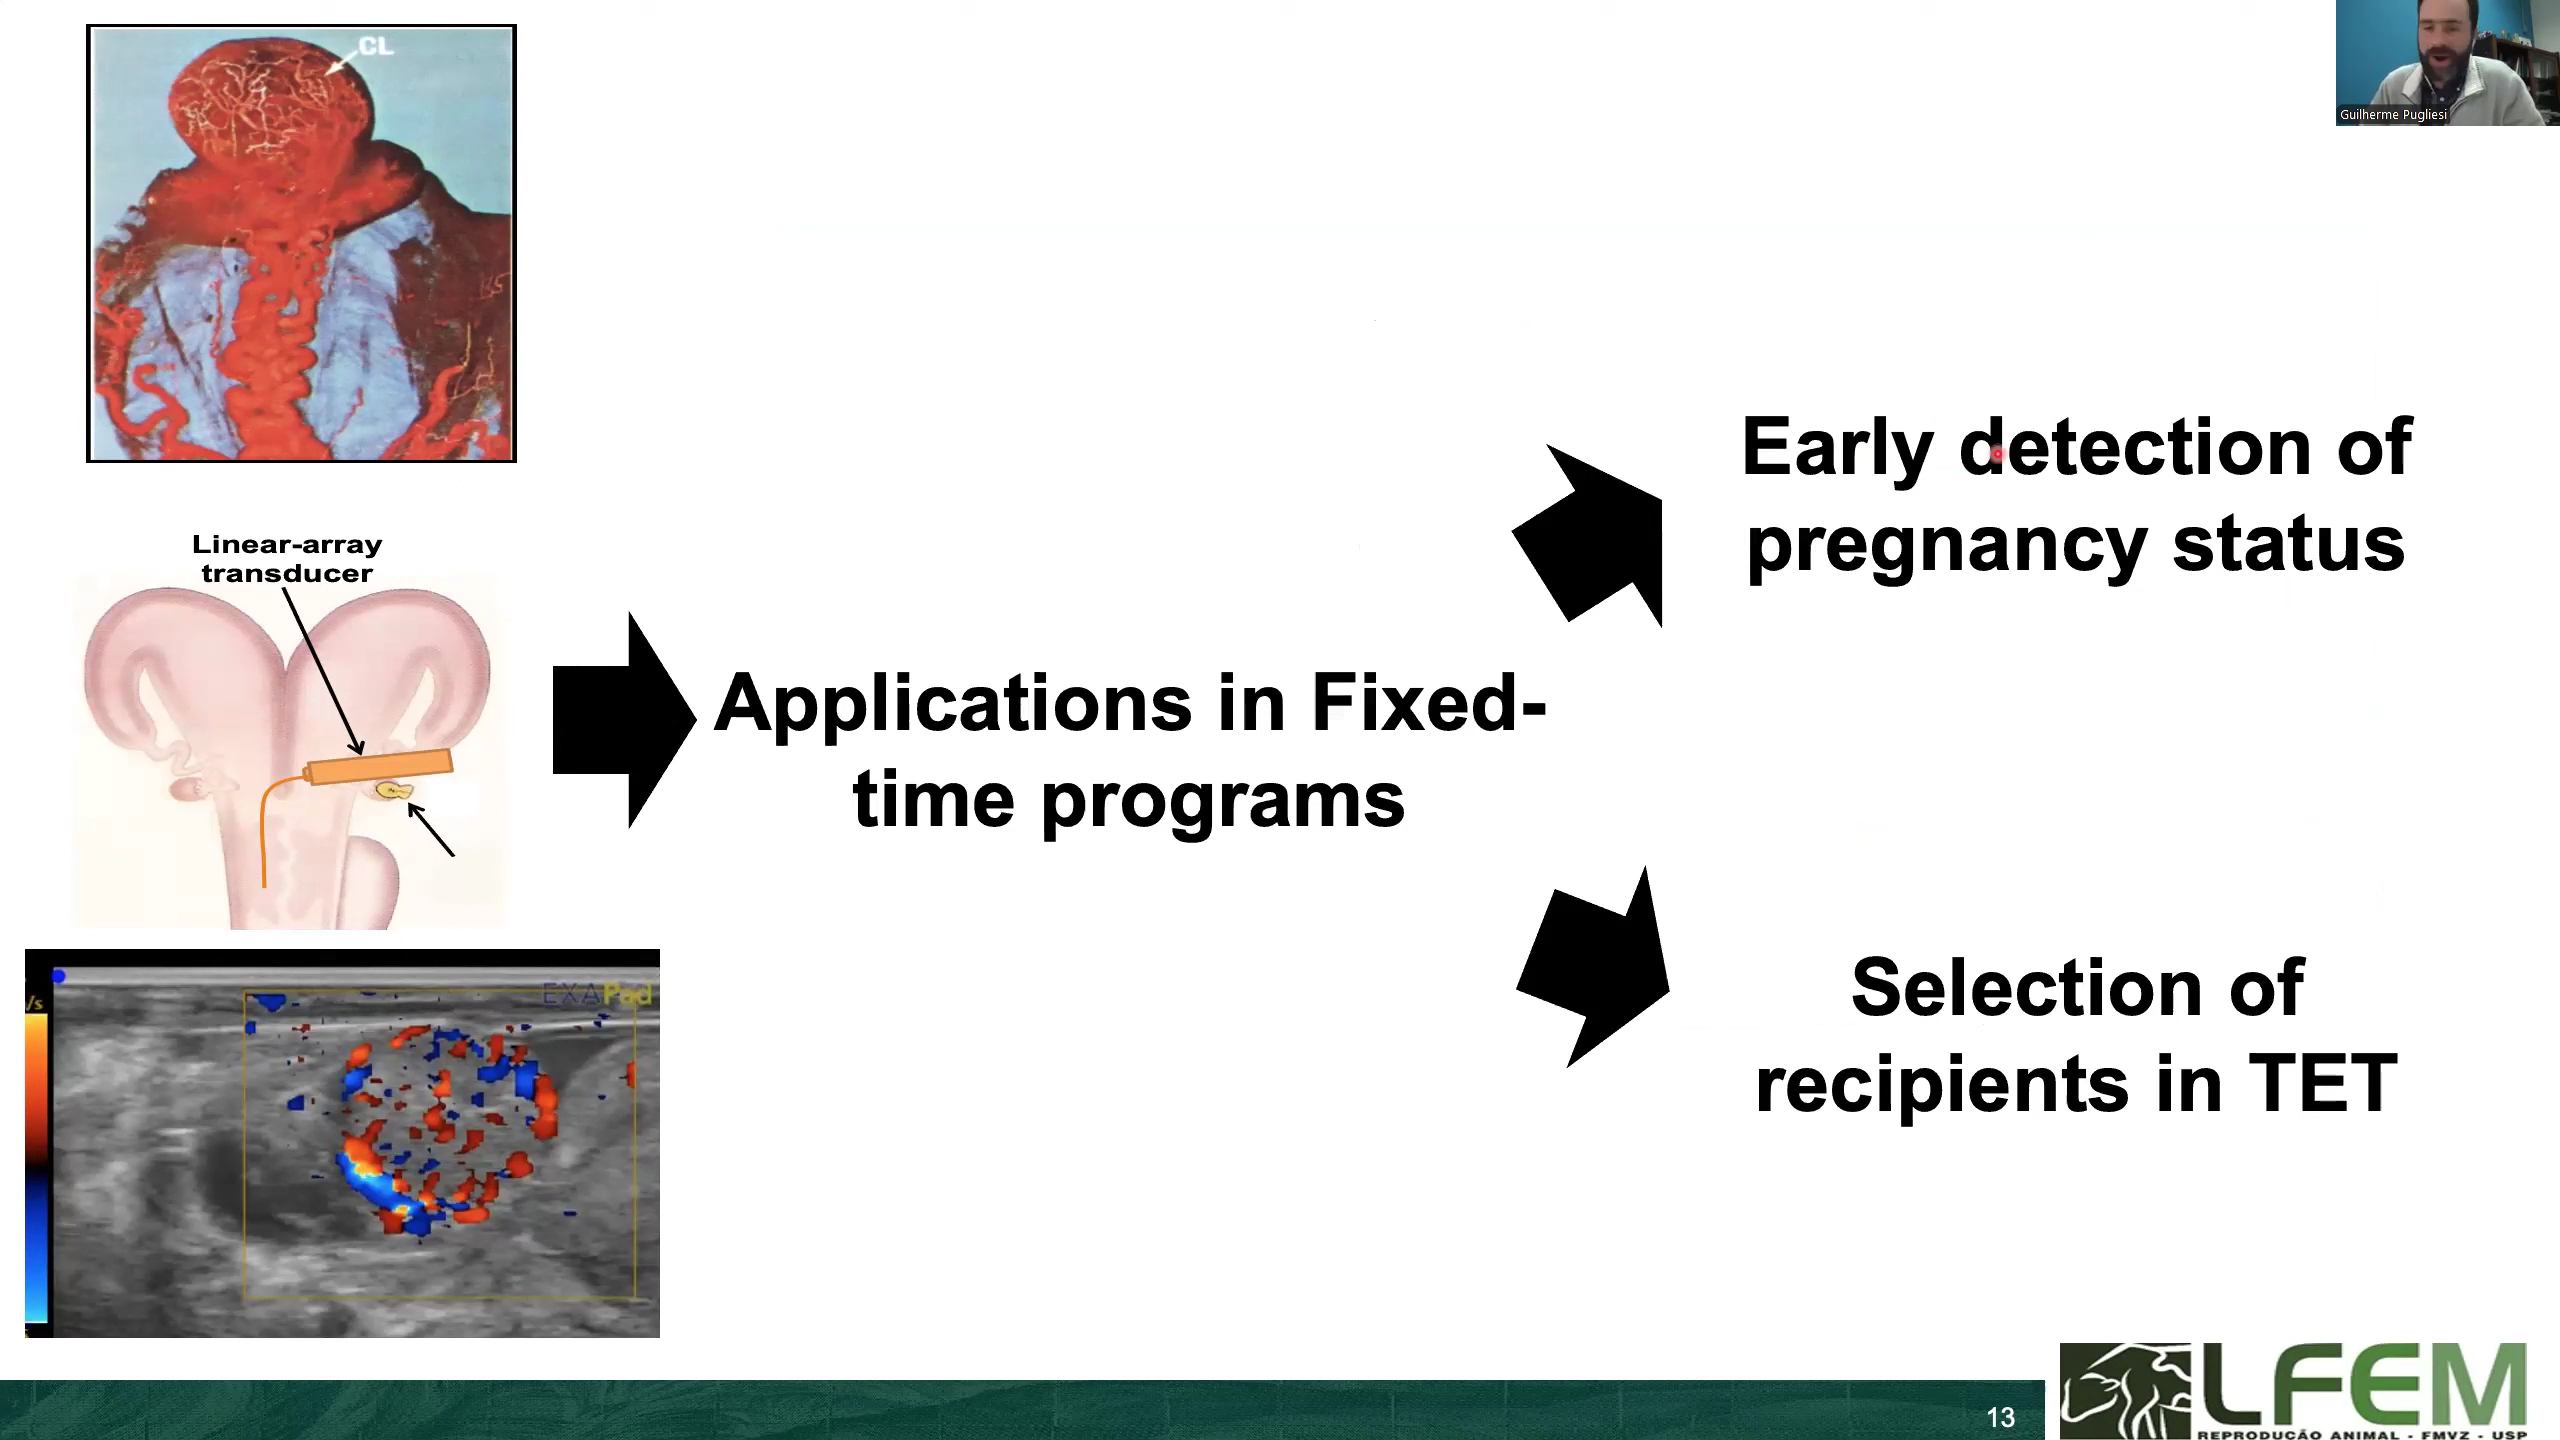 CL
Guilherme Pugliesi
Early detection of
pregnancy status
Linear-array
transducer
Applications in Fixed-
time programs
Selection of
recipients in TET
/s
EXAPad
13
LFEM
REPRODUÇÃO ANIMAL - FMVZ - USP